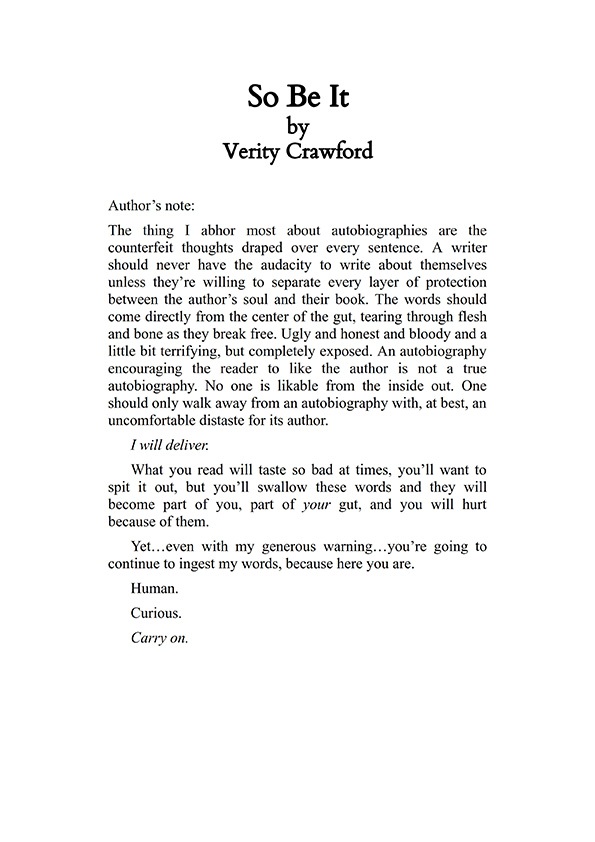 So Be It
by
Verity Crawford
Author’s note:
The thing I abhor most about autobiographies are the
counterfeit thoughts draped over every sentence. A writer
should never have the audacity to write about themselves
unless they’re willing to separate every layer of protection
between the author’s soul and their book. The words should
come directly from the center of the gut, tearing through flesh
and bone as they break free. Ugly and honest and bloody and a
little bit terrifying, but completely exposed. An autobiography
encouraging the reader to like the author is not a true
autobiography. No one is likable from the inside out. One
should only walk away from an autobiography with, at best, an
uncomfortable distaste for its author.
I will deliver.
What you read will taste so bad at times, you’ll want to
spit it out, but you’ll swallow these words and they will
become part of you, part of your gut, and you will hurt
because of them.
Yet…even with my generous warning…you’re going to
continue to ingest my words, because here you are.
Human.
Curious.
Carry on.